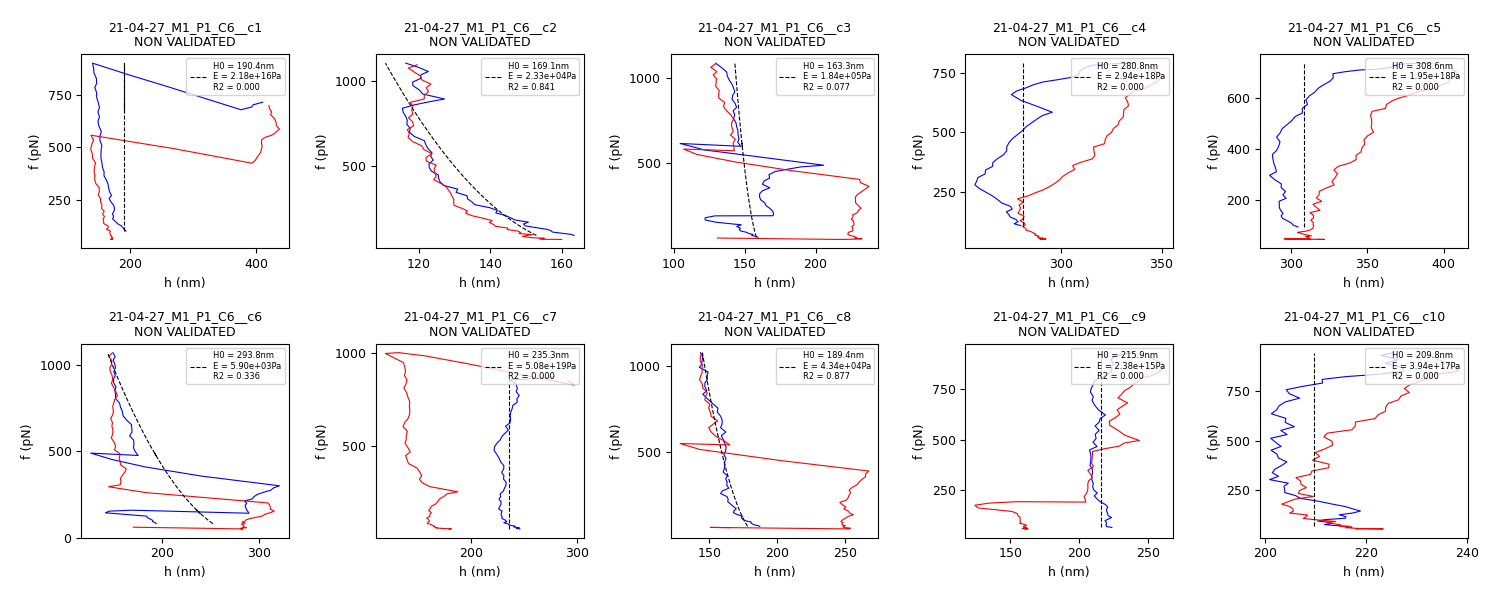 21-04-27_M1_P1_C6__c1
NON VALIDATED
H0 = 190.4nm
E = 2.18e+16Pa
R2 = 0.000
f (pN)
750
500
250
200
400
h (nm)
21-04-27_M1_P1_C6__c2
NON VALIDATED
H0 = 169.1nm
E = 2.33e+04Pa
R2 = 0.841
f (pN)
1000
500
120
140
160
h (nm)
21-04-27_M1_P1_C6__c3
NON VALIDATED
H0 = 163.3nm
E = 1.84e+05Pa
R2 = 0.077
f (pN)
1000
500
100
150
200
h (nm)
21-04-27_M1_P1_C6__c4
NON VALIDATED
H0 = 280.8nm
E = 2.94e+18Pa
R2 = 0.000
f (pN)
750
500
250
300
350
h (nm)
21-04-27_M1_P1_C6__c5
NON VALIDATED
H0 = 308.6nm
E = 1.95e+18Pa
R2 = 0.000
f (pN)
600
400
200
300
350
400
h (nm)
21-04-27_M1_P1_C6__c6
NON VALIDATED
H0 = 293.8nm
E = 5.90e+03Pa
R2 = 0.336
f (pN)
1000
500
0
200
300
h (nm)
21-04-27_M1_P1_C6__c7
NON VALIDATED
H0 = 235.3nm
E = 5.08e+19Pa
R2 = 0.000
f (pN)
1000
500
200
300
h (nm)
21-04-27_M1_P1_C6__c8
NON VALIDATED
H0 = 189.4nm
E = 4.34e+04Pa
R2 = 0.877
f (pN)
1000
500
150
200
250
h (nm)
21-04-27_M1_P1_C6__c9
NON VALIDATED
H0 = 215.9nm
E = 2.38e+15Pa
R2 = 0.000
f (pN)
750
500
250
150
200
250
h (nm)
21-04-27_M1_P1_C6__c10
NON VALIDATED
H0 = 209.8nm
E = 3.94e+17Pa
R2 = 0.000
f (pN)
750
500
250
200
220
240
h (nm)